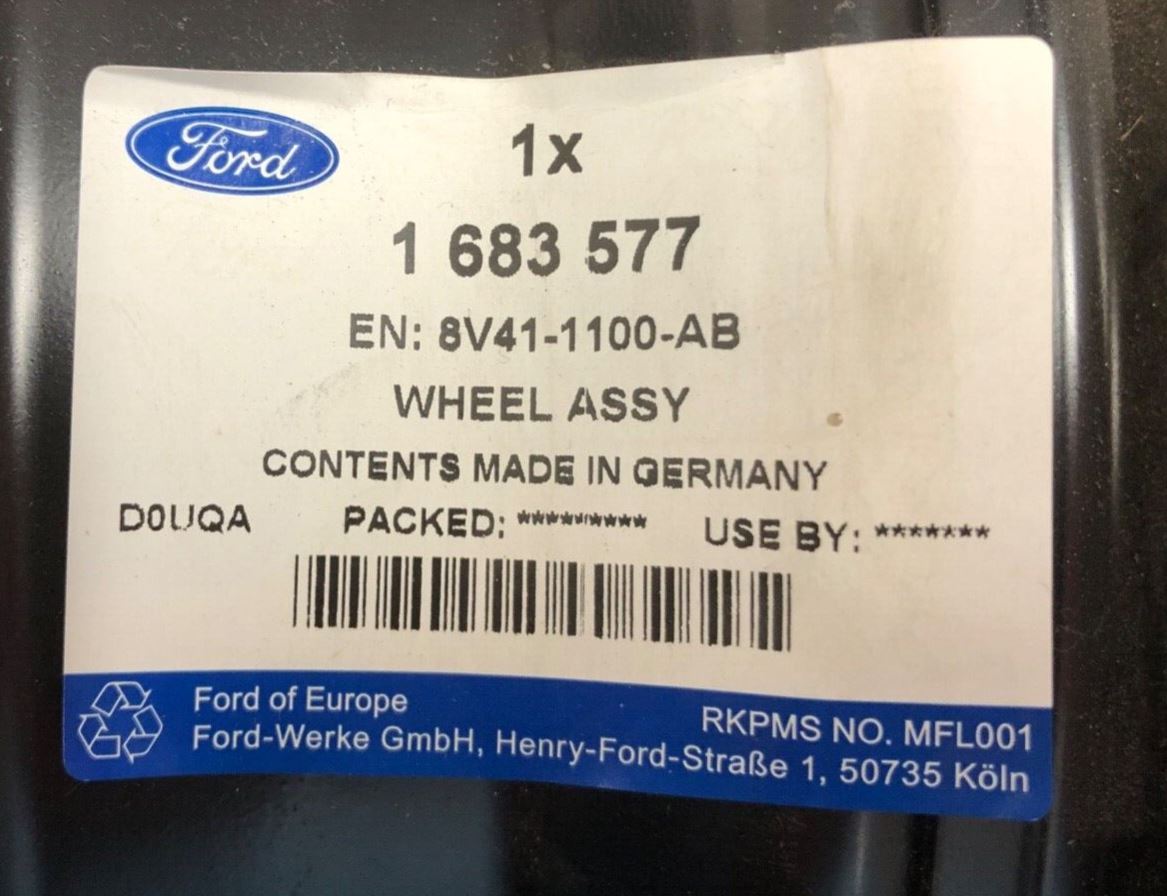 Ford
1x
1 683 577
EN: 8V41-1100-AB
WHEEL ASSY
CONTENTS MADE IN GERMANY
D0UQA PACKED: ********** USE BY: *******
Ford of Europe
RKPMS NO. MFL001
Ford-Werke GmbH, Henry-Ford-Straße 1, 50735 Köln